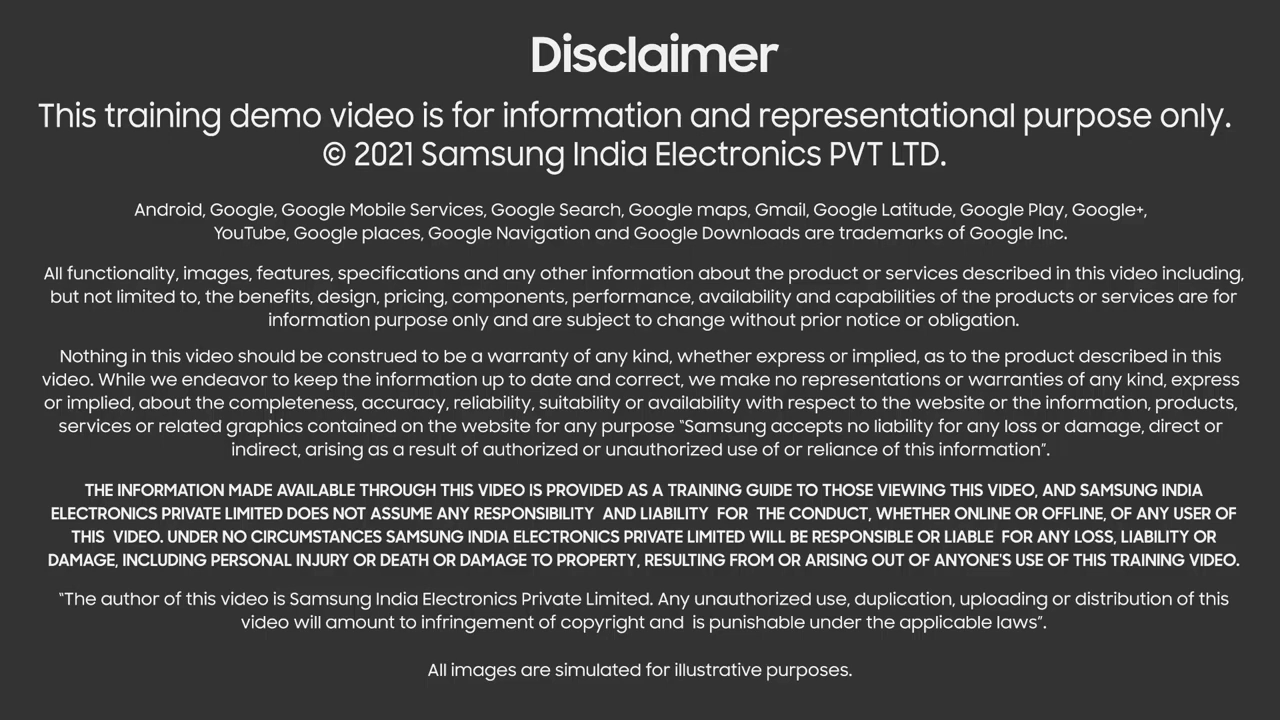 Disclaimer
This training demo video is for information and representational purpose only.
© 2021 Samsung India Electronics PVT LTD.
Android, Google, Google Mobile Services, Google Search, Google maps, Gmail, Google Latitude, Google Play, Google+,
YouTube, Google places, Google Navigation and Google Downloads are trademarks of Google Inc.
All functionality, images, features, specifications and any other information about the product or services described in this video including,
but not limited to, the benefits, design, pricing, components, performance, availability and capabilities of the products or services are for
information purpose only and are subject to change without prior notice or obligation.
Nothing in this video should be construed to be a warranty of any kind, whether express or implied, as to the product described in this
video. While we endeavor to keep the information up to date and correct, we make no representations or warranties of any kind, express
or implied, about the completeness, accuracy, reliability, suitability or availability with respect to the website or the information, products,
services or related graphics contained on the website for any purpose “Samsung accepts no liability for any loss or damage, direct or
indirect, arising as a result of authorized or unauthorized use of or reliance of this information”.
THE INFORMATION MADE AVAILABLE THROUGH THIS VIDEO IS PROVIDED AS A TRAINING GUIDE TO THOSE VIEWING THIS VIDEO, AND SAMSUNG INDIA
ELECTRONICS PRIVATE LIMITED DOES NOT ASSUME ANY RESPONSIBILITY AND LIABILITY FOR THE CONDUCT, WHETHER ONLINE OR OFFLINE, OF ANY USER OF
THIS VIDEO. UNDER NO CIRCUMSTANCES SAMSUNG INDIA ELECTRONICS PRIVATE LIMITED WILL BE RESPONSIBLE OR LIABLE FOR ANY LOSS, LIABILITY OR
DAMAGE, INCLUDING PERSONAL INJURY OR DEATH OR DAMAGE TO PROPERTY, RESULTING FROM OR ARISING OUT OF ANYONE'S USE OF THIS TRAINING VIDEO.
“The author of this video is Samsung India Electronics Private Limited. Any unauthorized use, duplication, uploading or distribution of this
video will amount to infringement of copyright and is punishable under the applicable laws”.
All images are simulated for illustrative purposes.